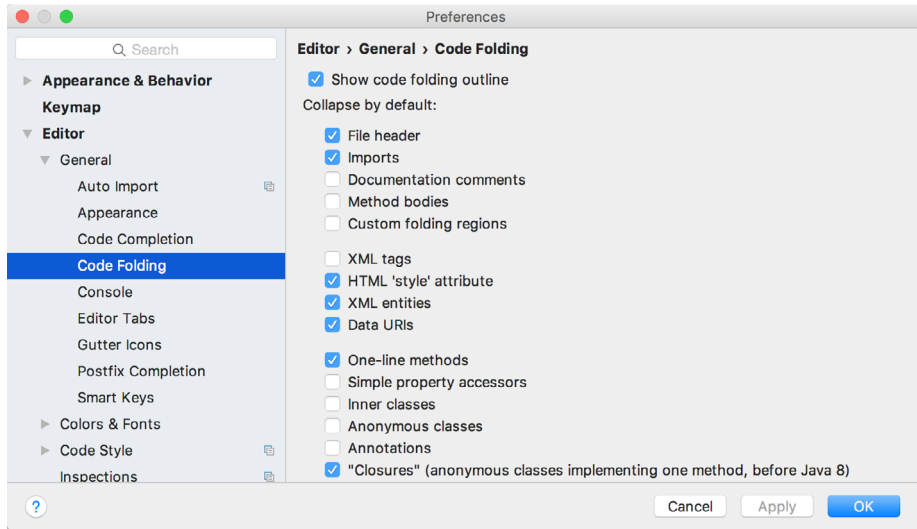 Preferences
Search
Appearance & Behavior
Keymap
Editor
General
Auto Import
Appearance
Code Completion
Code Folding
Console
Editor Tabs
Gutter Icons
Postfix Completion
Smart Keys
Colors & Fonts
Code Style
Inspections
Editor › General › Code Folding
Show code folding outline
Collapse by default:
File header
Imports
Documentation comments
Method bodies
Custom folding regions
XML tags
HTML 'style' attribute
XML entities
Data URIs
One-line methods
Simple property accessors
Inner classes
Anonymous classes
Annotations
"Closures" (anonymous classes implementing one method, before Java 8)
?
Cancel
Apply
OK